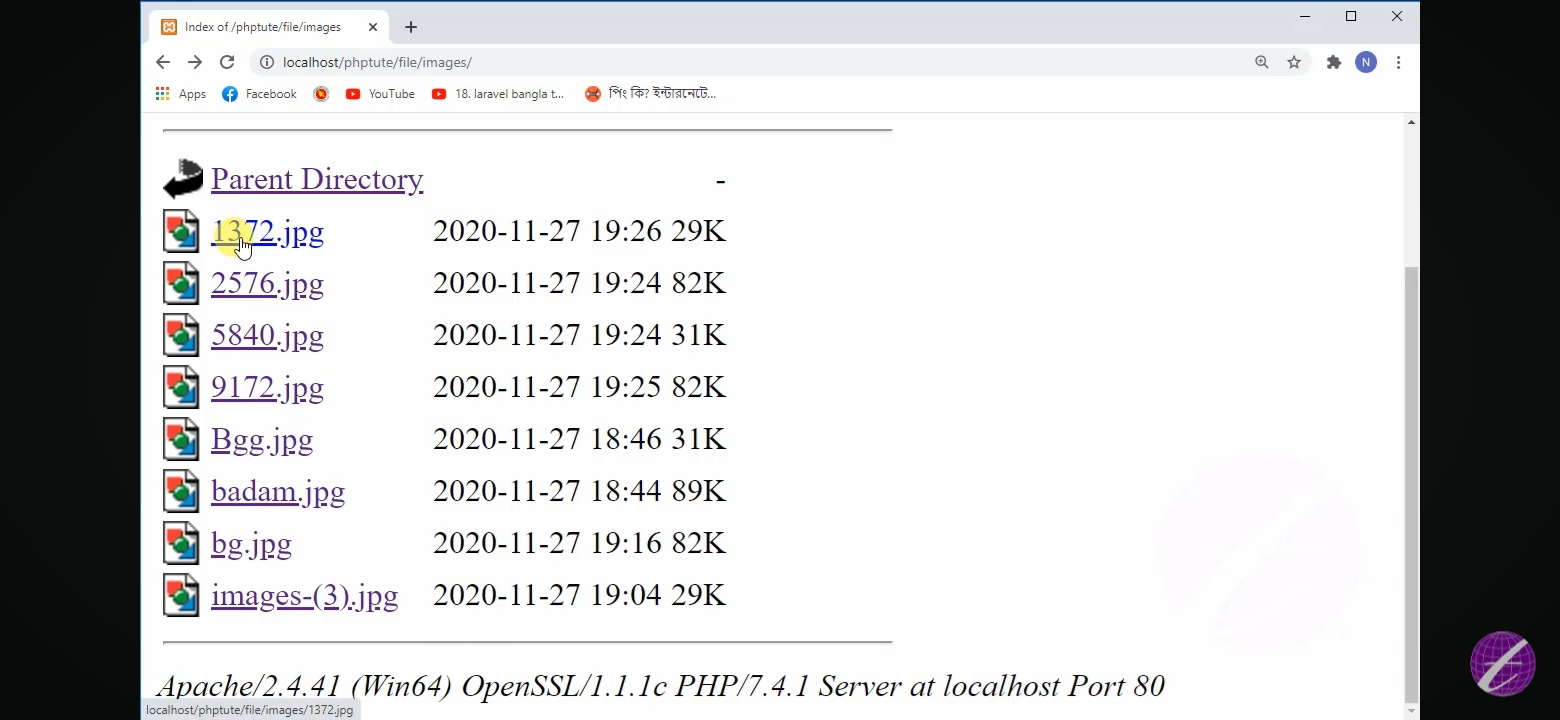 Index of /phptute/file/images
localhost/phptute/file/images/
N
Apps Facebook YouTube 18. laravel bangla t... পিং কি? ইন্টারনেটে...
Parent Directory -
1372.jpg 2020-11-27 19:26 29K
2576.jpg 2020-11-27 19:24 82K
5840.jpg 2020-11-27 19:24 31K
9172.jpg 2020-11-27 19:25 82K
Bgg.jpg 2020-11-27 18:46 31K
badam.jpg 2020-11-27 18:44 89K
bg.jpg 2020-11-27 19:16 82K
images-(3).jpg 2020-11-27 19:04 29K
Apache/2.4.41 (Win64) OpenSSL/1.1.1c PHP/7.4.1 Server at localhost Port 80
localhost/phptute/file/images/1372.jpg